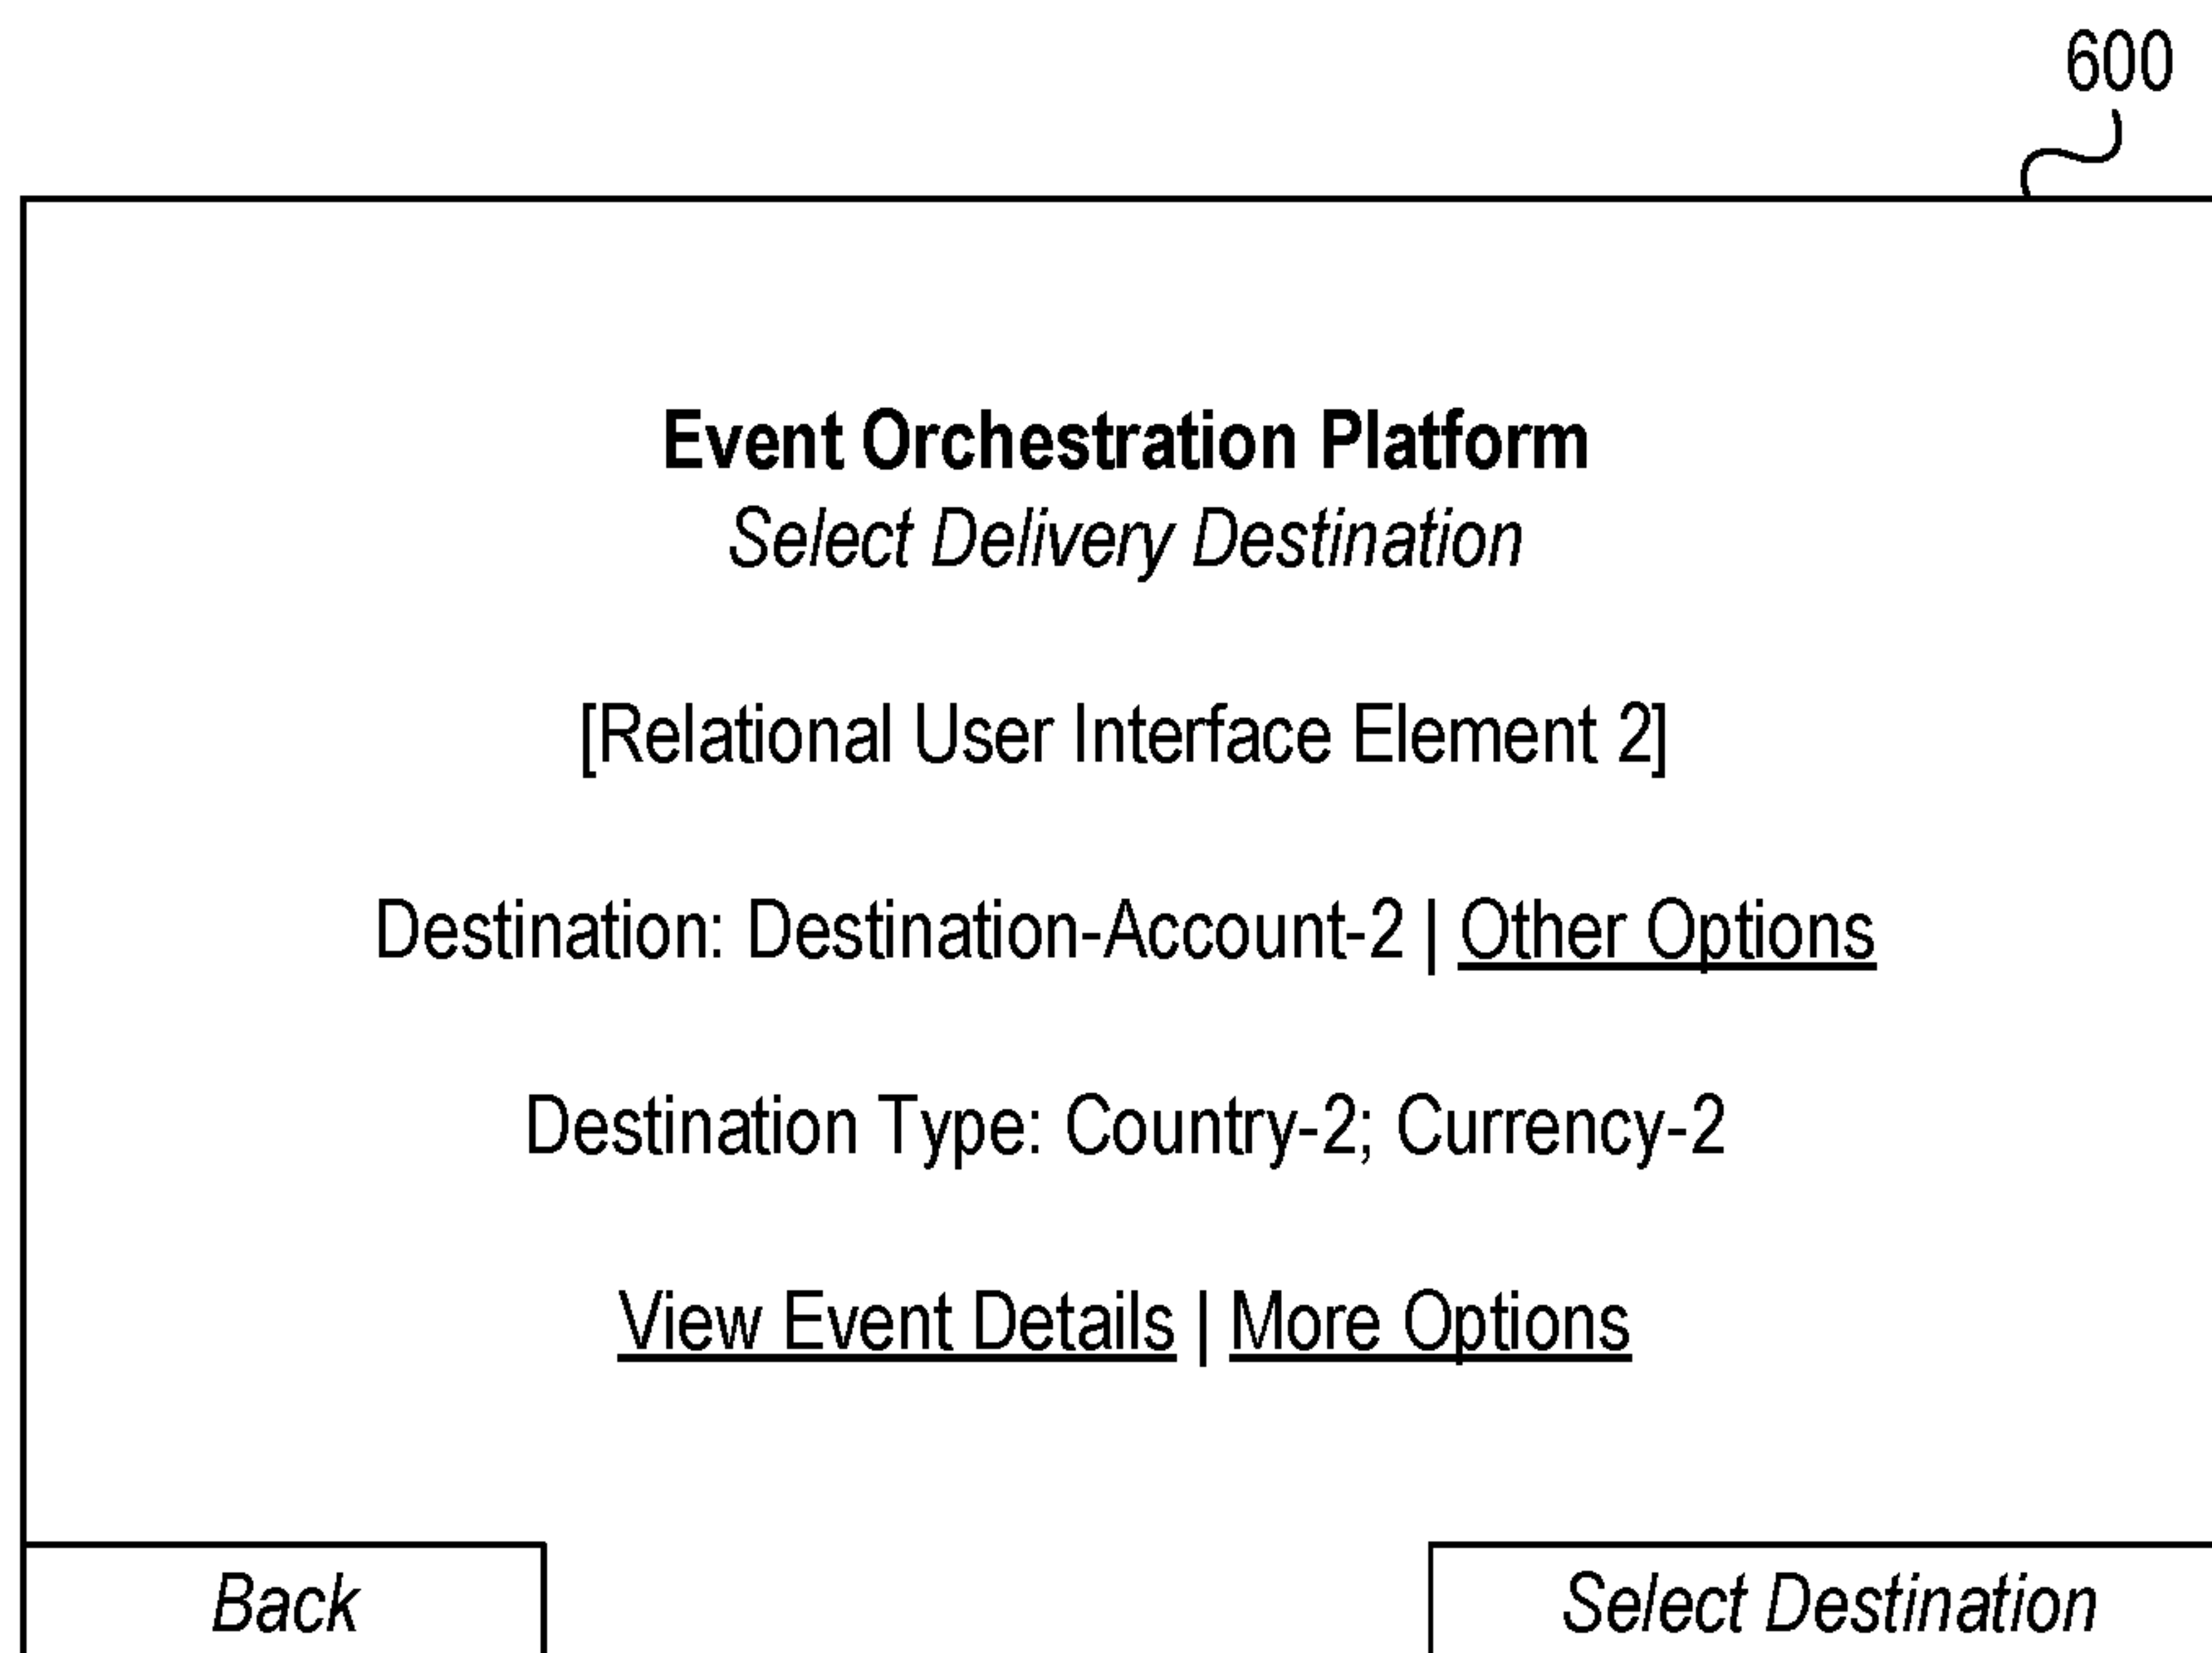 600
Event Orchestration Platform
Select Delivery Destination
[Relational User Interface Element 2]
Destination: Destination-Account-2 | Other Options
Destination Type: Country-2; Currency-2
View Event Details | More Options
Back
Select Destination